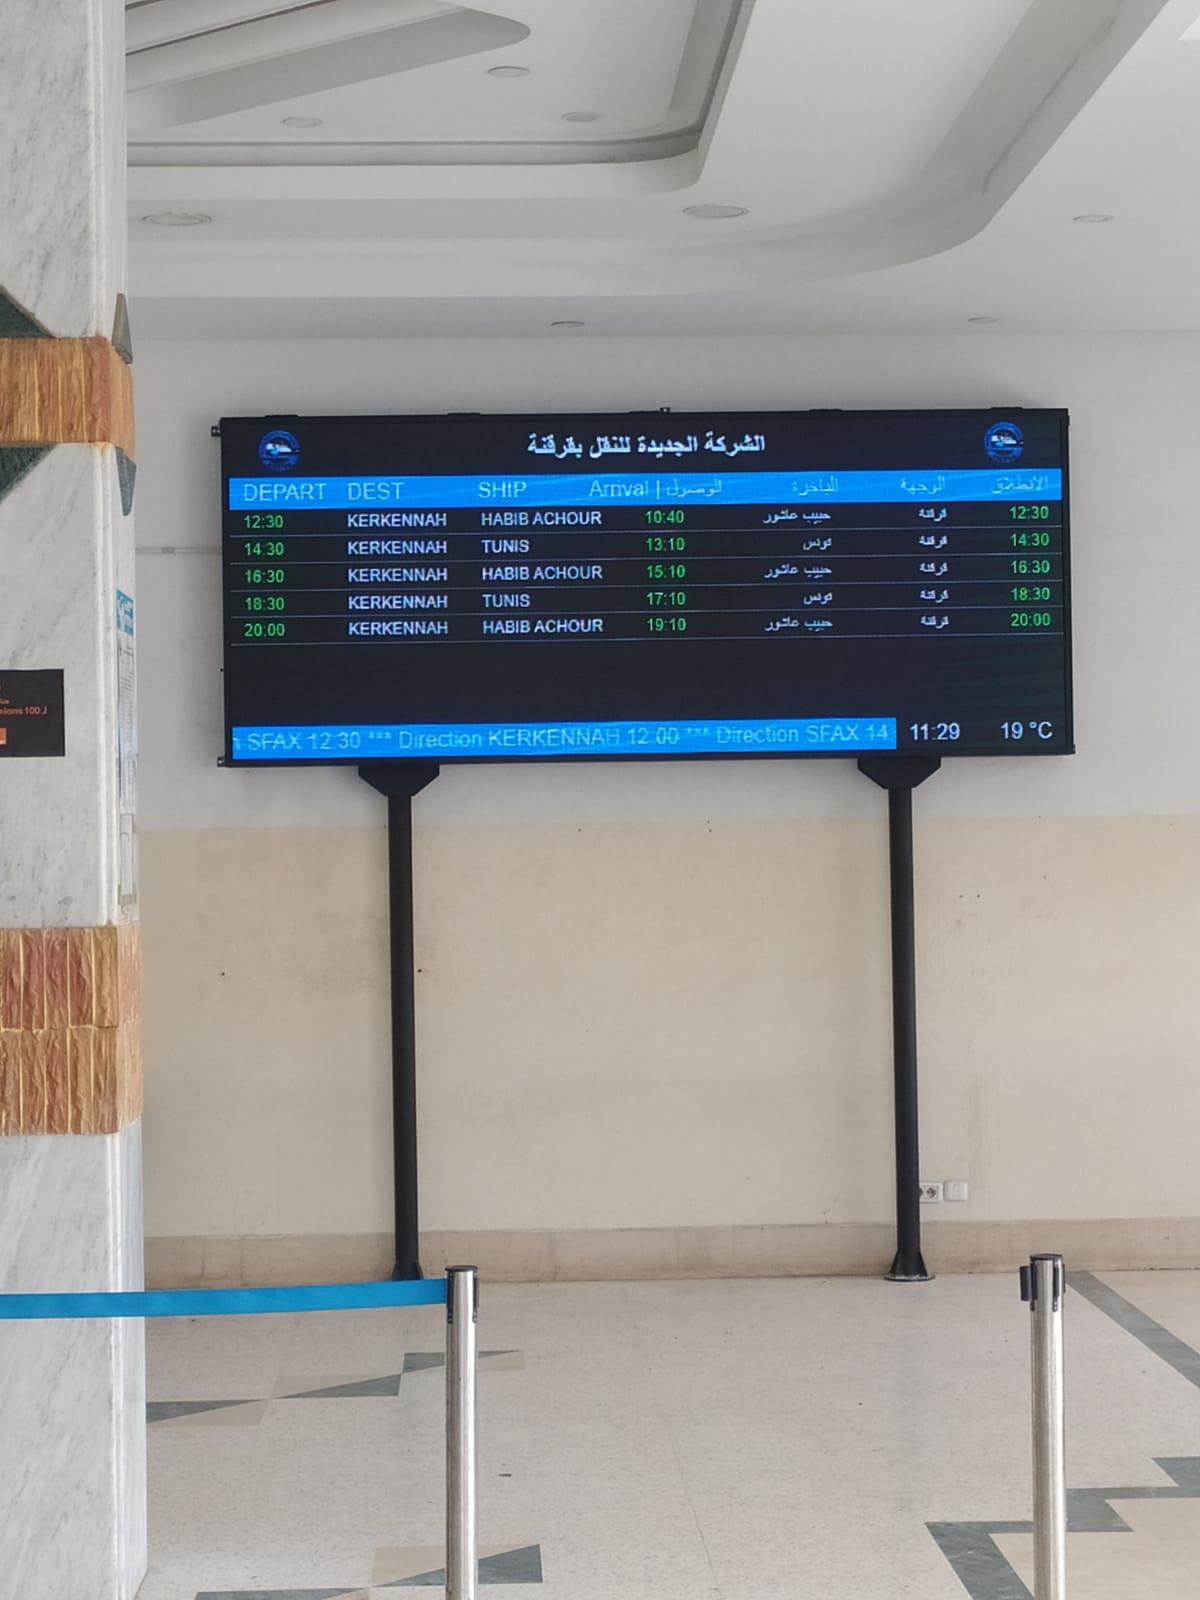 الشركة الجديدة للنقل بقرقنة
DEPART DEST SHIP Arrival | الوصول الباخرة الوجهة الانطلاق
12:30 KERKENNAH HABIB ACHOUR 10:40 حبيب عاشور قرقنة 12:30
14:30 KERKENNAH TUNIS 13:10 تونس قرقنة 14:30
16:30 KERKENNAH HABIB ACHOUR 15:10 حبيب عاشور قرقنة 16:30
18:30 KERKENNAH TUNIS 17:10 تونس قرقنة 18:30
20:00 KERKENNAH HABIB ACHOUR 19:10 حبيب عاشور قرقنة 20:00
SFAX 12:30 *** Direction KERKENNAH 12:00 *** Direction SFAX 14 11:29 19 °C
100 J